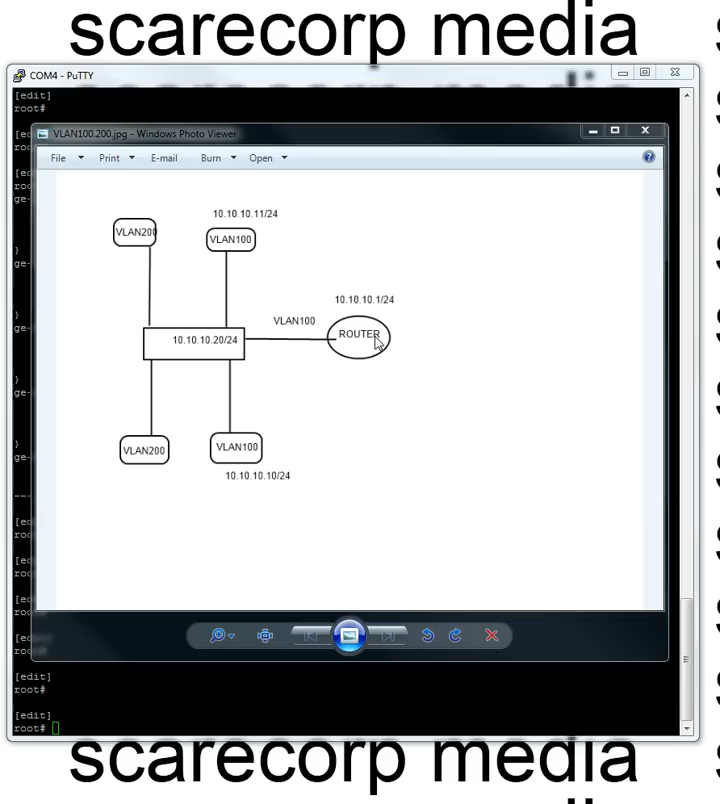 scarecorp media
COM4 - PuTTY
[edit]
root#
VLAN100.200.jpg - Windows Photo Viewer
File Print E-mail Burn Open
10.10.10.11/24
VLAN200
VLAN100
10.10.10.1/24
VLAN100
ROUTER
10.10.10.20/24
VLAN200
VLAN100
10.10.10.10/24
[edit]
root#
[edit]
root#
scarecorp media